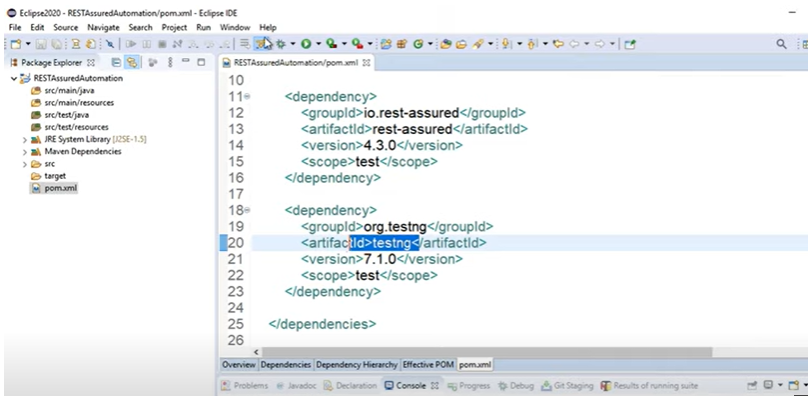 Eclipse2020 - RESTAssuredAutomation/pom.xml - Eclipse IDE
File Edit Source Navigate Search Project Run Window Help
Package Explorer
RESTAssuredAutomation
src/main/java
src/main/resources
src/test/java
src/test/resources
JRE System Library [J2SE-1.5]
Maven Dependencies
src
target
pom.xml
RESTAssuredAutomation/pom.xml
10
11 <dependency>
12 <groupId>io.rest-assured</groupId>
13 <artifactId>rest-assured</artifactId>
14 <version>4.3.0</version>
15 <scope>test</scope>
16 </dependency>
17
18 <dependency>
19 <groupId>org.testng</groupId>
20 <artifactId>testng</artifactId>
21 <version>7.1.0</version>
22 <scope>test</scope>
23 </dependency>
24
25 </dependencies>
26
Overview Dependencies Dependency Hierarchy Effective POM pom.xml
Problems Javadoc Declaration Console Progress Debug Git Staging Results of running suite